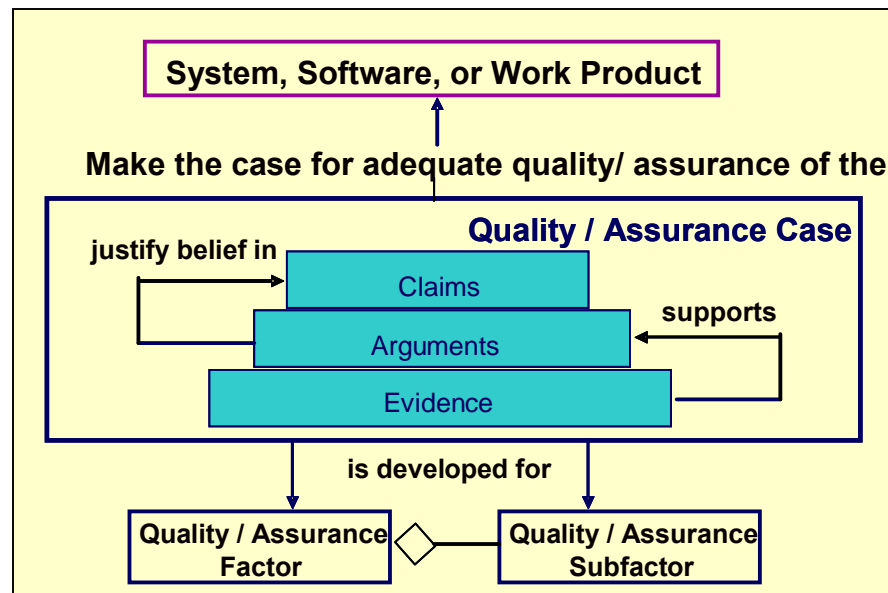 System, Software, or Work Product
Make the case for adequate quality/ assurance of the
Quality / Assurance Case
justify belief in
Claims
supports
Arguments
Evidence
is developed for
Quality / Assurance
Factor
Quality / Assurance
Subfactor